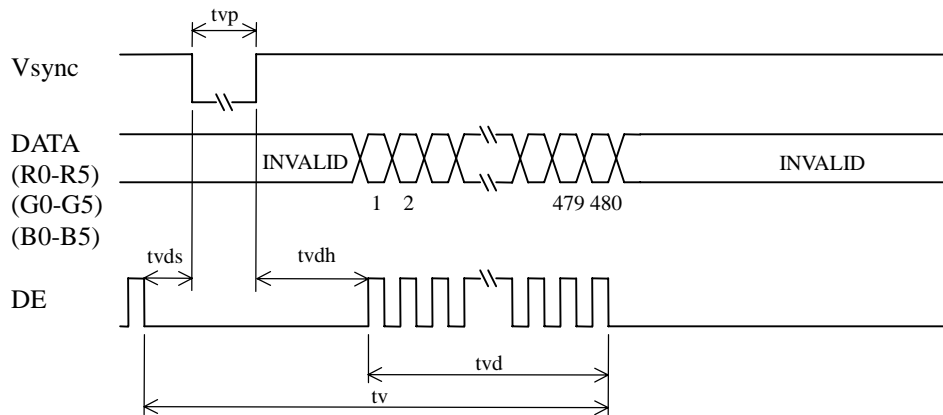 tvp
Vsync
DATA
(R0-R5)
(G0-G5)
(B0-B5)
INVALID
INVALID
1 2 479 480
tvds
tvdh
DE
tvd
tv